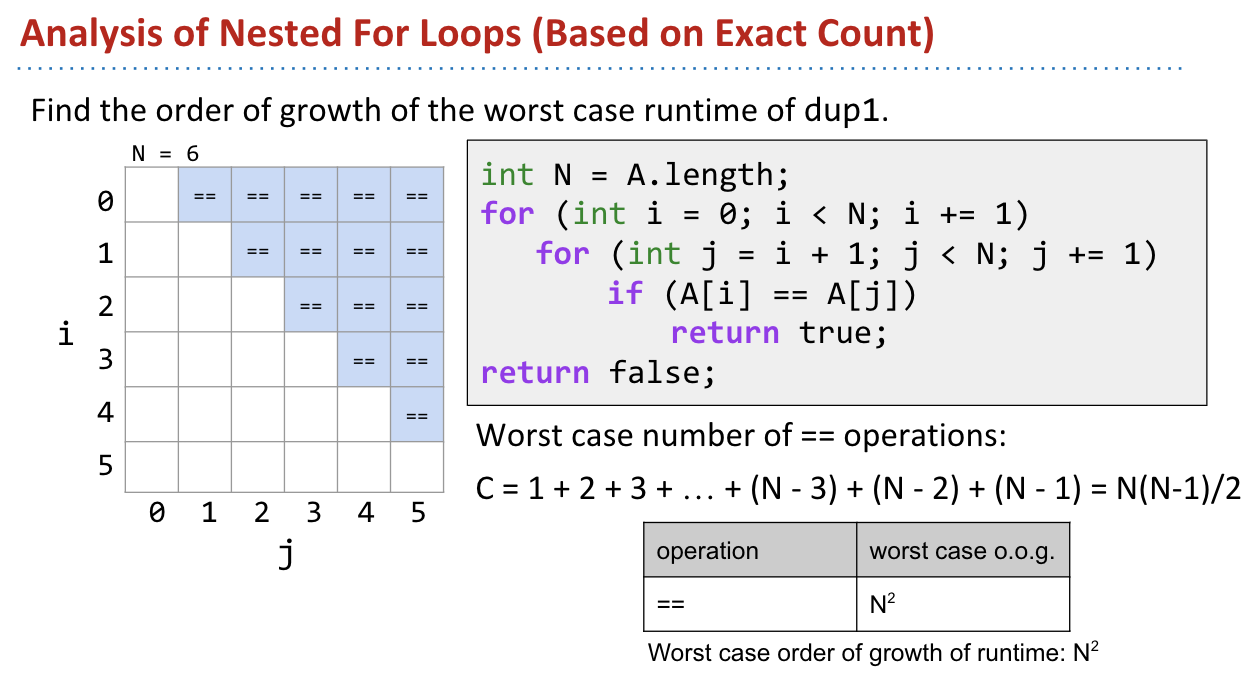 Analysis of Nested For Loops (Based on Exact Count)
Find the order of growth of the worst case runtime of dup1.
N = 6
0 == == == == ==
1 == == == ==
2 == == ==
i
3 == ==
4 ==
5
0 1 2 3 4 5
j
int N = A.length;
for (int i = 0; i < N; i += 1)
for (int j = i + 1; j < N; j += 1)
if (A[i] == A[j])
return true;
return false;
Worst case number of == operations:
C = 1 + 2 + 3 + … + (N - 3) + (N - 2) + (N - 1) = N(N-1)/2
operation worst case o.o.g.
== N²
Worst case order of growth of runtime: N²